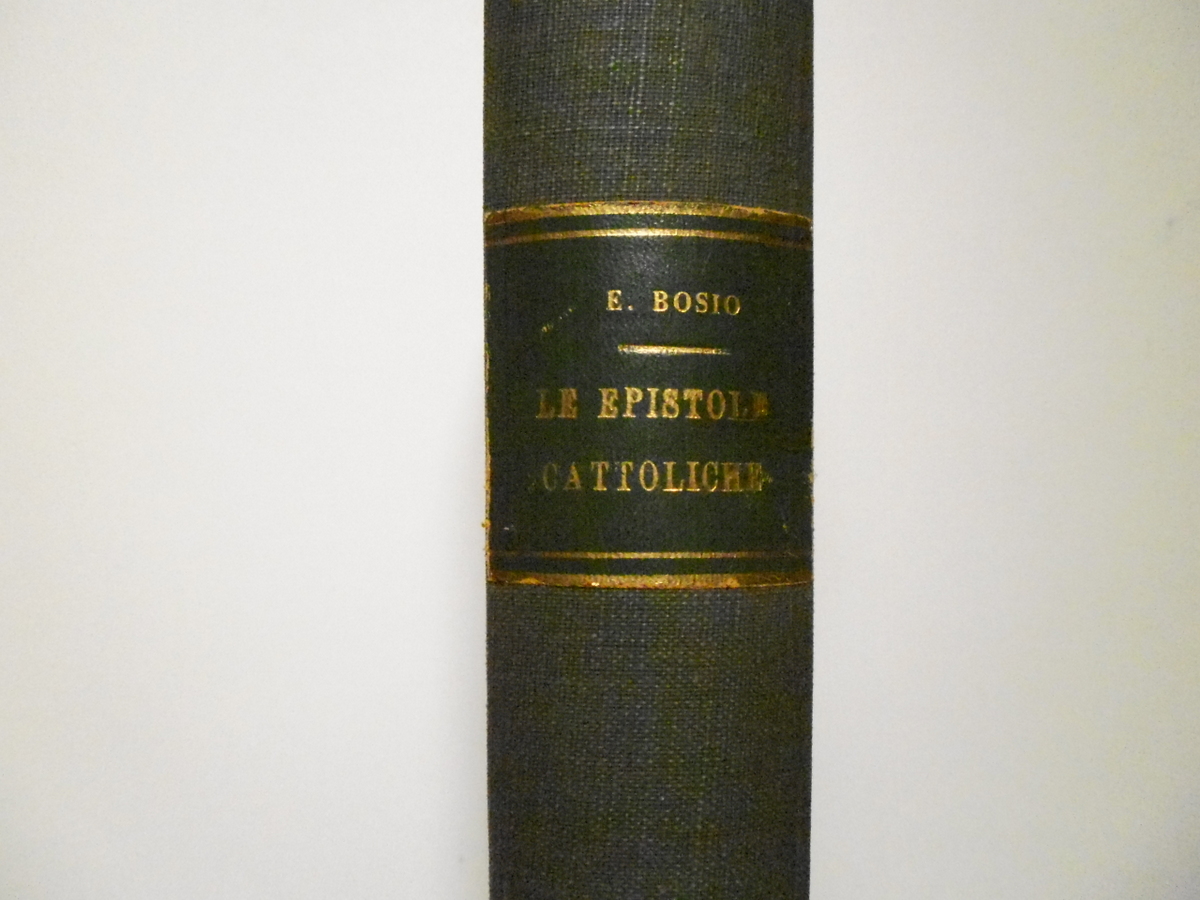 E. BOSIO
LE EPISTOLE
CATTOLICHE